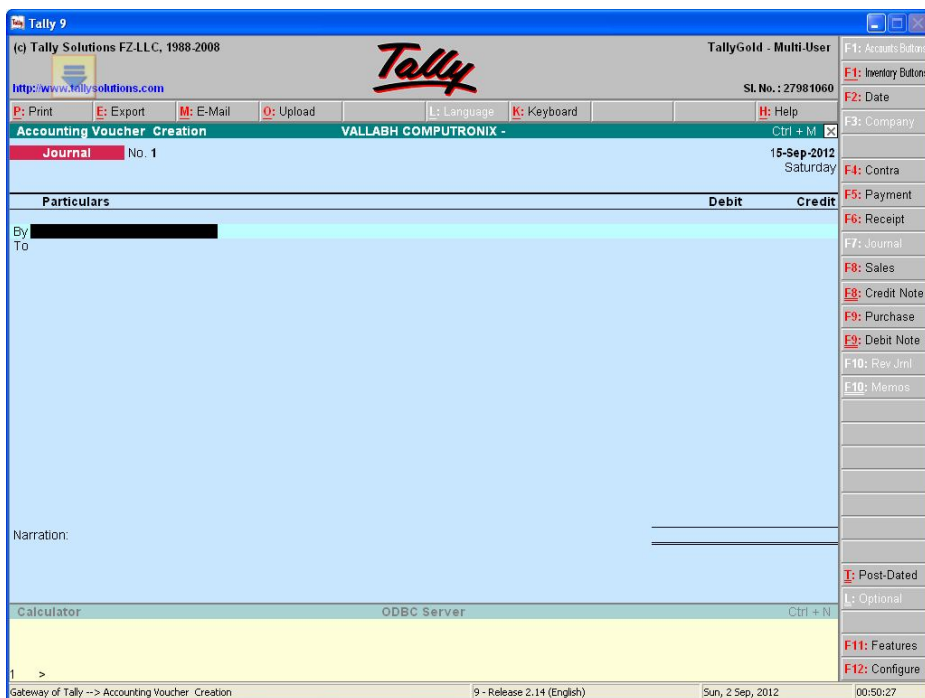 Tally 9
(c) Tally Solutions FZ-LLC, 1988-2008
Tally
TallyGold - Multi-User
http://www.tallysolutions.com
Sl. No. : 27981060
P: Print E: Export M: E-Mail O: Upload L: Language K: Keyboard H: Help
Accounting Voucher Creation VALLABH COMPUTRONIX - Ctrl + M
Journal No. 1 15-Sep-2012
Saturday
Particulars Debit Credit
By
To
Narration:
Calculator ODBC Server Ctrl + N
1 >
Gateway of Tally --> Accounting Voucher Creation 9 - Release 2.14 (English) Sun, 2 Sep, 2012 00:50:27
F1: Accounts Buttons
F1: Inventory Buttons
F2: Date
F3: Company
F4: Contra
F5: Payment
F6: Receipt
F7: Journal
F8: Sales
F8: Credit Note
F9: Purchase
F9: Debit Note
F10: Rev Jrnl
F10: Memos
T: Post-Dated
L: Optional
F11: Features
F12: Configure